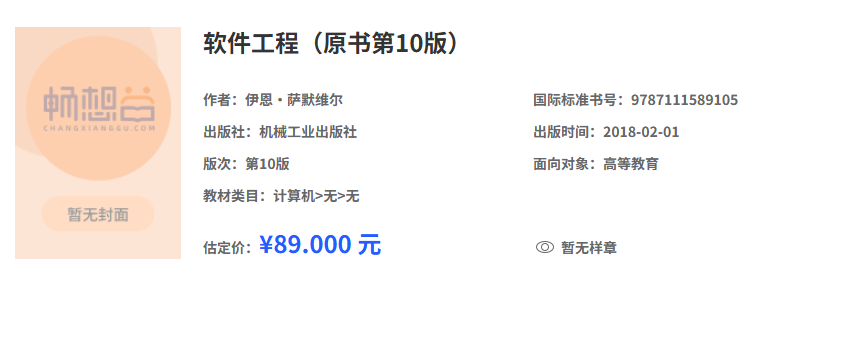 畅想谷
CHANGXIANGGU.COM
暂无封面
软件工程（原书第10版）
作者：伊恩·萨默维尔
国际标准书号：9787111589105
出版社：机械工业出版社
出版时间：2018-02-01
版次：第10版
面向对象：高等教育
教材类目：计算机>无>无
估定价：¥89.000 元
暂无样章